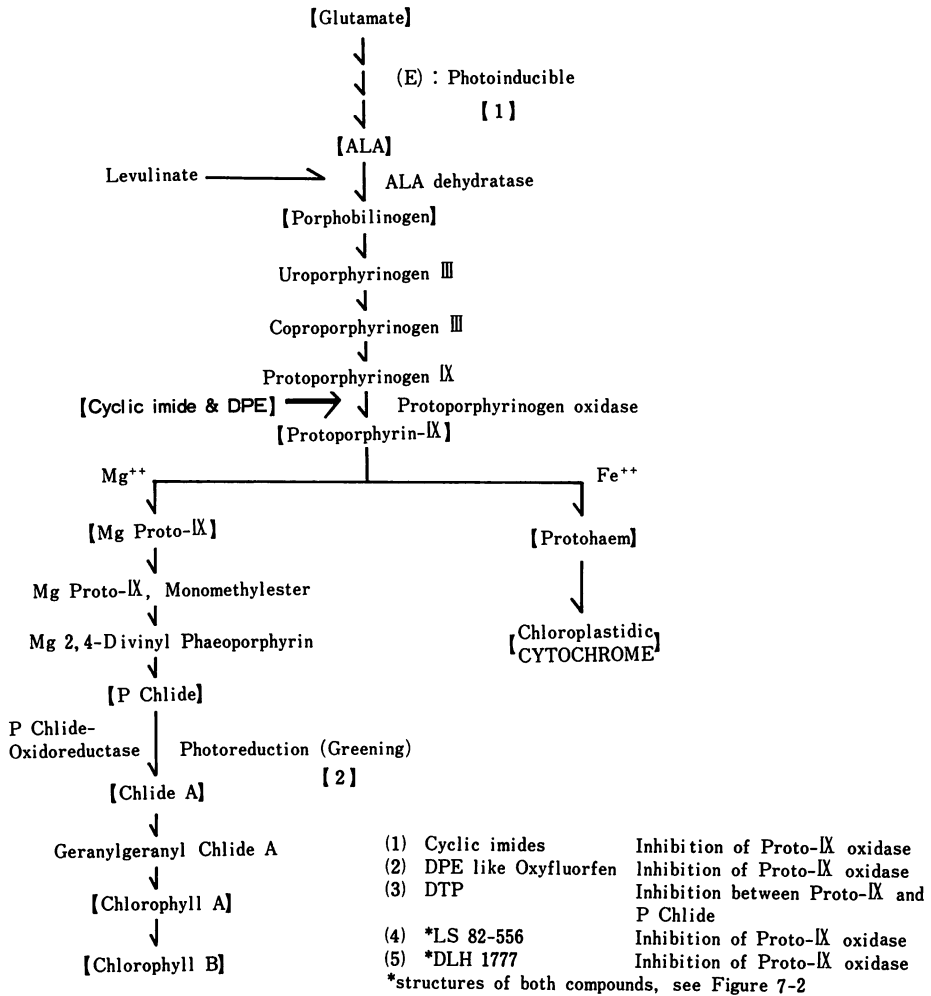 【Glutamate】
(E) : Photoinducible
【1】
【ALA】
Levulinate
ALA dehydratase
【Porphobilinogen】
Uroporphyrinogen Ⅲ
Coproporphyrinogen Ⅲ
Protoporphyrinogen Ⅸ
【Cyclic imide & DPE】
Protoporphyrinogen oxidase
【Protoporphyrin-Ⅸ】
Mg++
Fe++
【Mg Proto-Ⅸ】
【Protohaem】
Mg Proto-Ⅸ, Monomethylester
Mg 2,4-Divinyl Phaeoporphyrin
【Chloroplastidic
CYTOCHROME】
【P Chlide】
P Chlide-
Oxidoreductase
Photoreduction (Greening)
【2】
【Chlide A】
Geranylgeranyl Chlide A
【Chlorophyll A】
【Chlorophyll B】
(1) Cyclic imides Inhibition of Proto-Ⅸ oxidase
(2) DPE like Oxyfluorfen Inhibition of Proto-Ⅸ oxidase
(3) DTP Inhibition between Proto-Ⅸ and
P Chlide
(4) *LS 82-556 Inhibition of Proto-Ⅸ oxidase
(5) *DLH 1777 Inhibition of Proto-Ⅸ oxidase
*structures of both compounds, see Figure 7-2